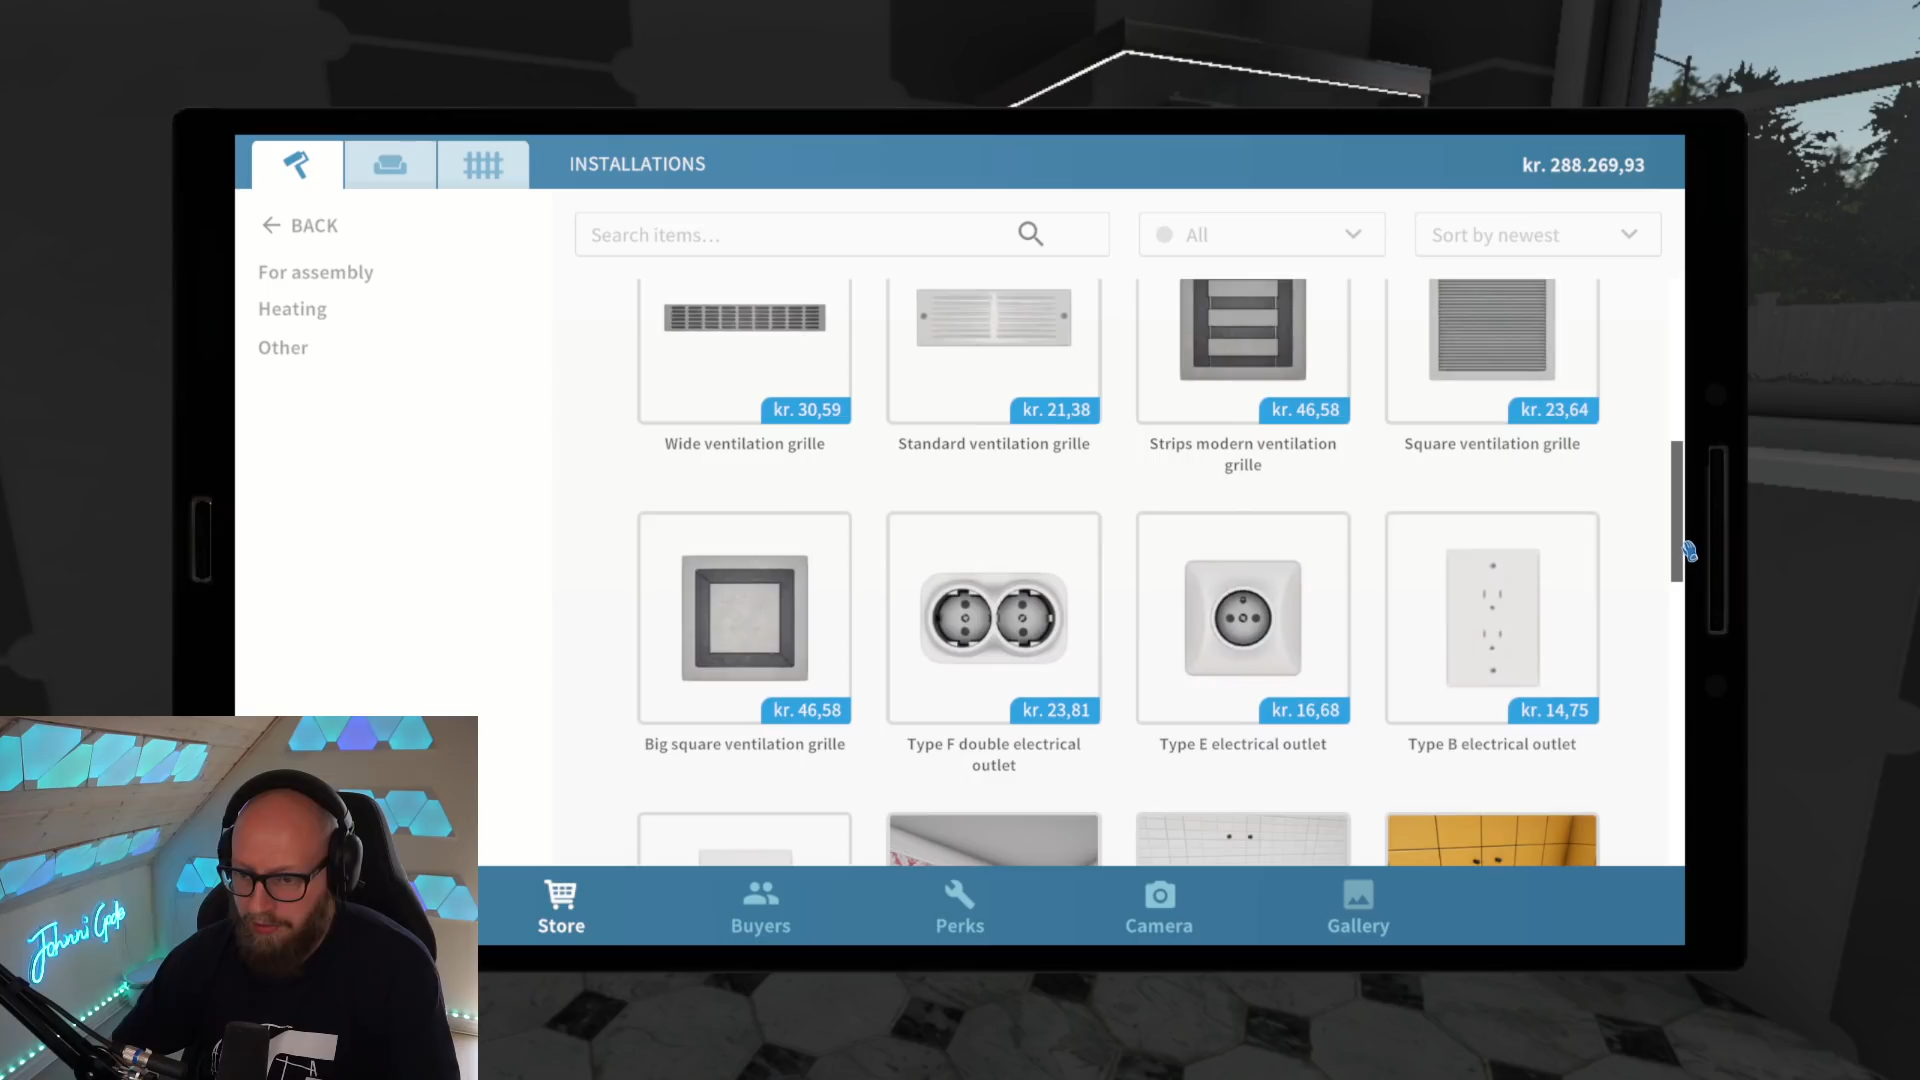 INSTALLATIONS
kr. 288.269,93
BACK
For assembly
Heating
Other
Search items...
All
Sort by newest
kr. 30,59
kr. 21,38
kr. 46,58
kr. 23,64
Wide ventilation grille
Standard ventilation grille
Strips modern ventilation
grille
Square ventilation grille
kr. 46,58
kr. 23,81
kr. 16,68
kr. 14,75
Big square ventilation grille
Type F double electrical
outlet
Type E electrical outlet
Type B electrical outlet
Store
Buyers
Perks
Camera
Gallery
Johnni Gade